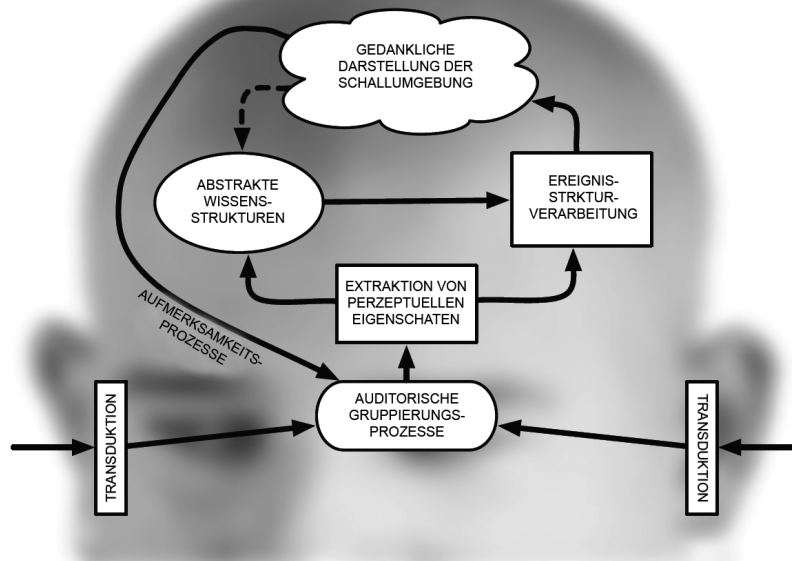 GEDANKLICHE
DARSTELLUNG DER
SCHALLUMGEBUNG
ABSTRAKTE
WISSENS-
STRUKTUREN
EREIGNIS-
STRKTUR-
VERARBEITUNG
EXTRAKTION VON
PERZEPTUELLEN
EIGENSCHATEN
AUFMERKSAMKEITS-
PROZESSE
AUDITORISCHE
GRUPPIERUNGS-
PROZESSE
TRANSDUKTION
TRANSDUKTION